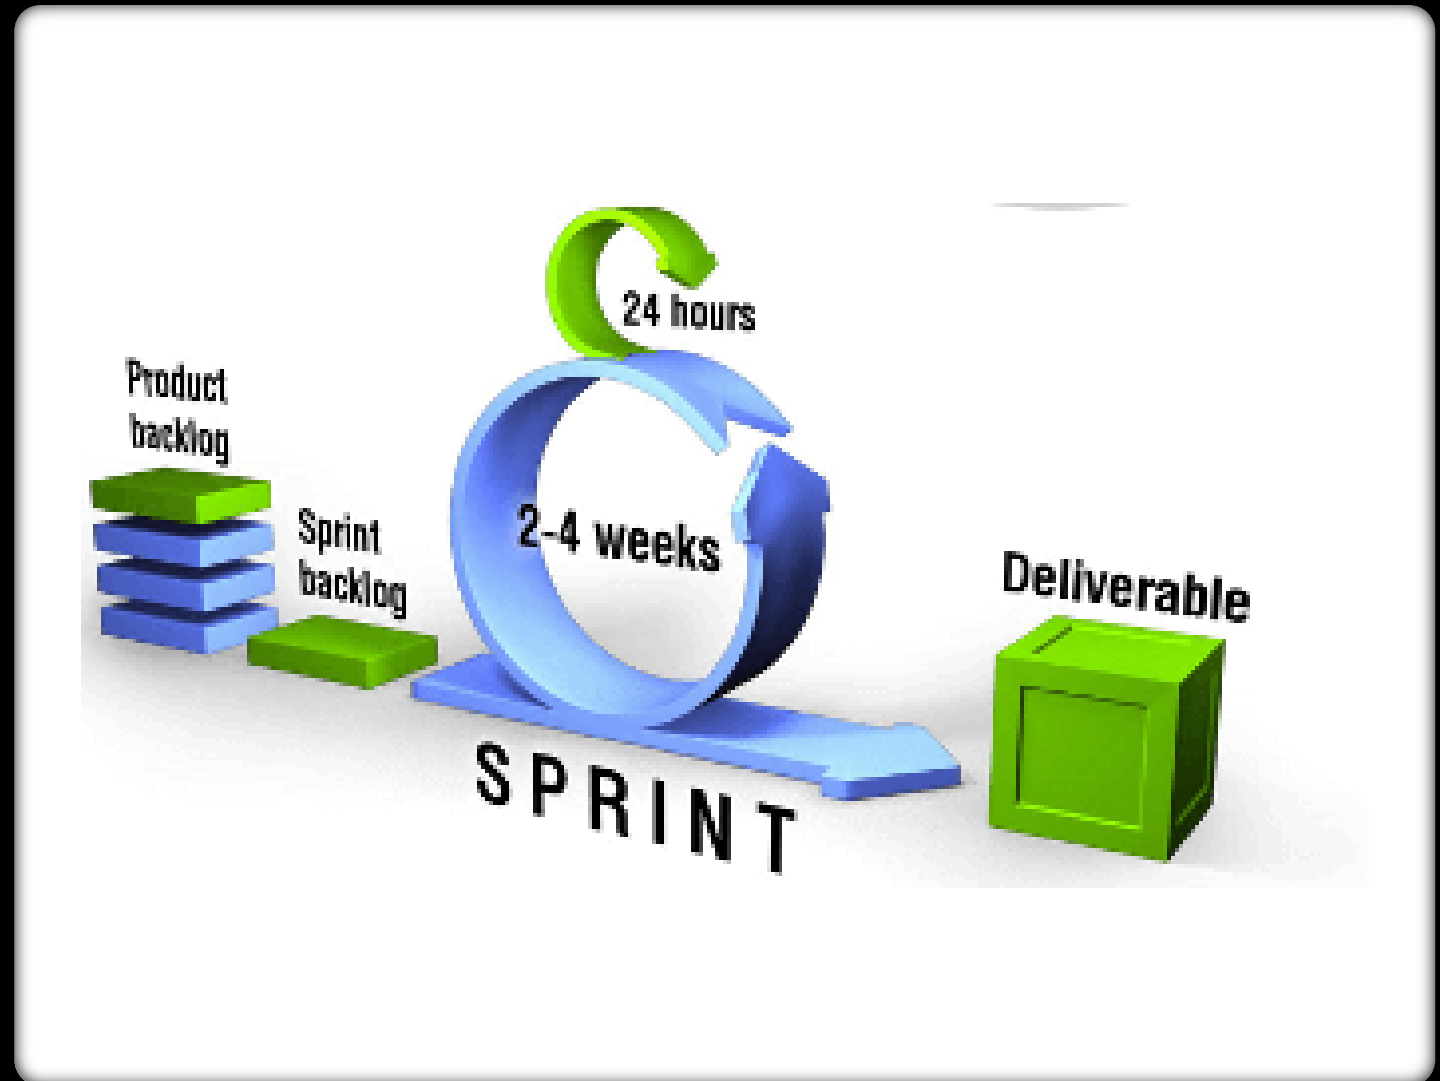 Product
backlog
Sprint
backlog
24 hours
2-4 weeks
SPRINT
Deliverable